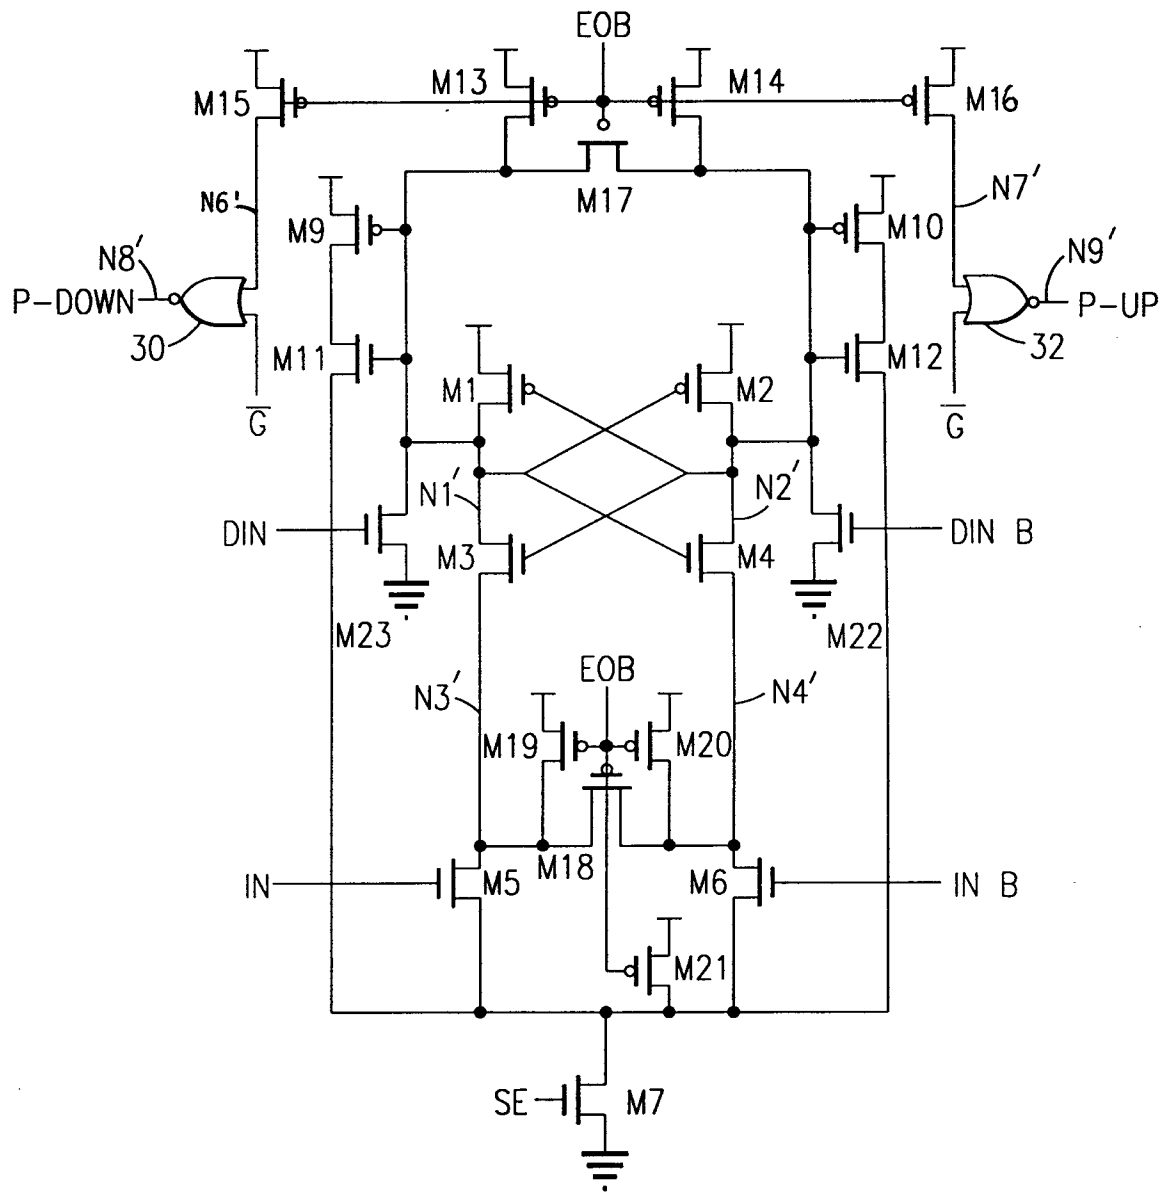 EOB
M15
M13
M14
M16
M17
N6'
N7'
M9
M10
N8'
N9'
P-DOWN
P-UP
30
32
M11
M12
M1
M2
G
G
N1'
N2'
DIN
DIN B
M3
M4
M23
M22
EOB
N3'
N4'
M19
M20
M18
IN
M5
M6
IN B
M21
SE
M7